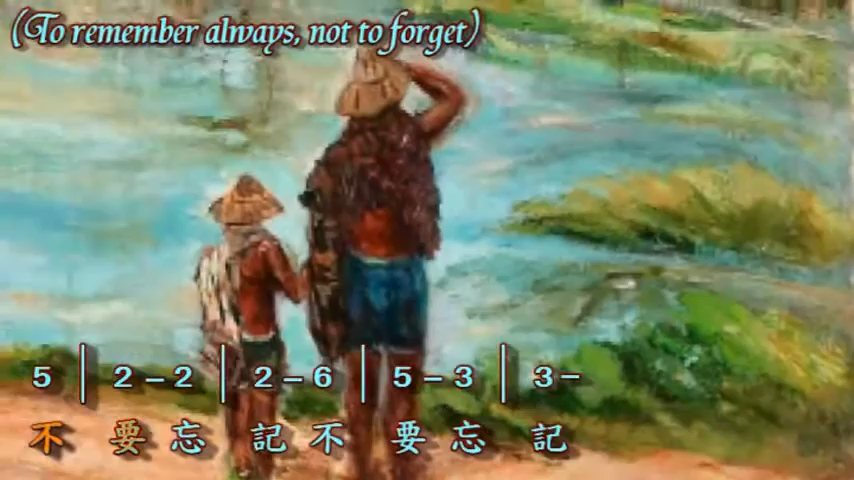 (To remember always, not to forget)
5 | 2 – 2 | 2 – 6 | 5 – 3 | 3 –
不 要 忘 記 不 要 忘 記